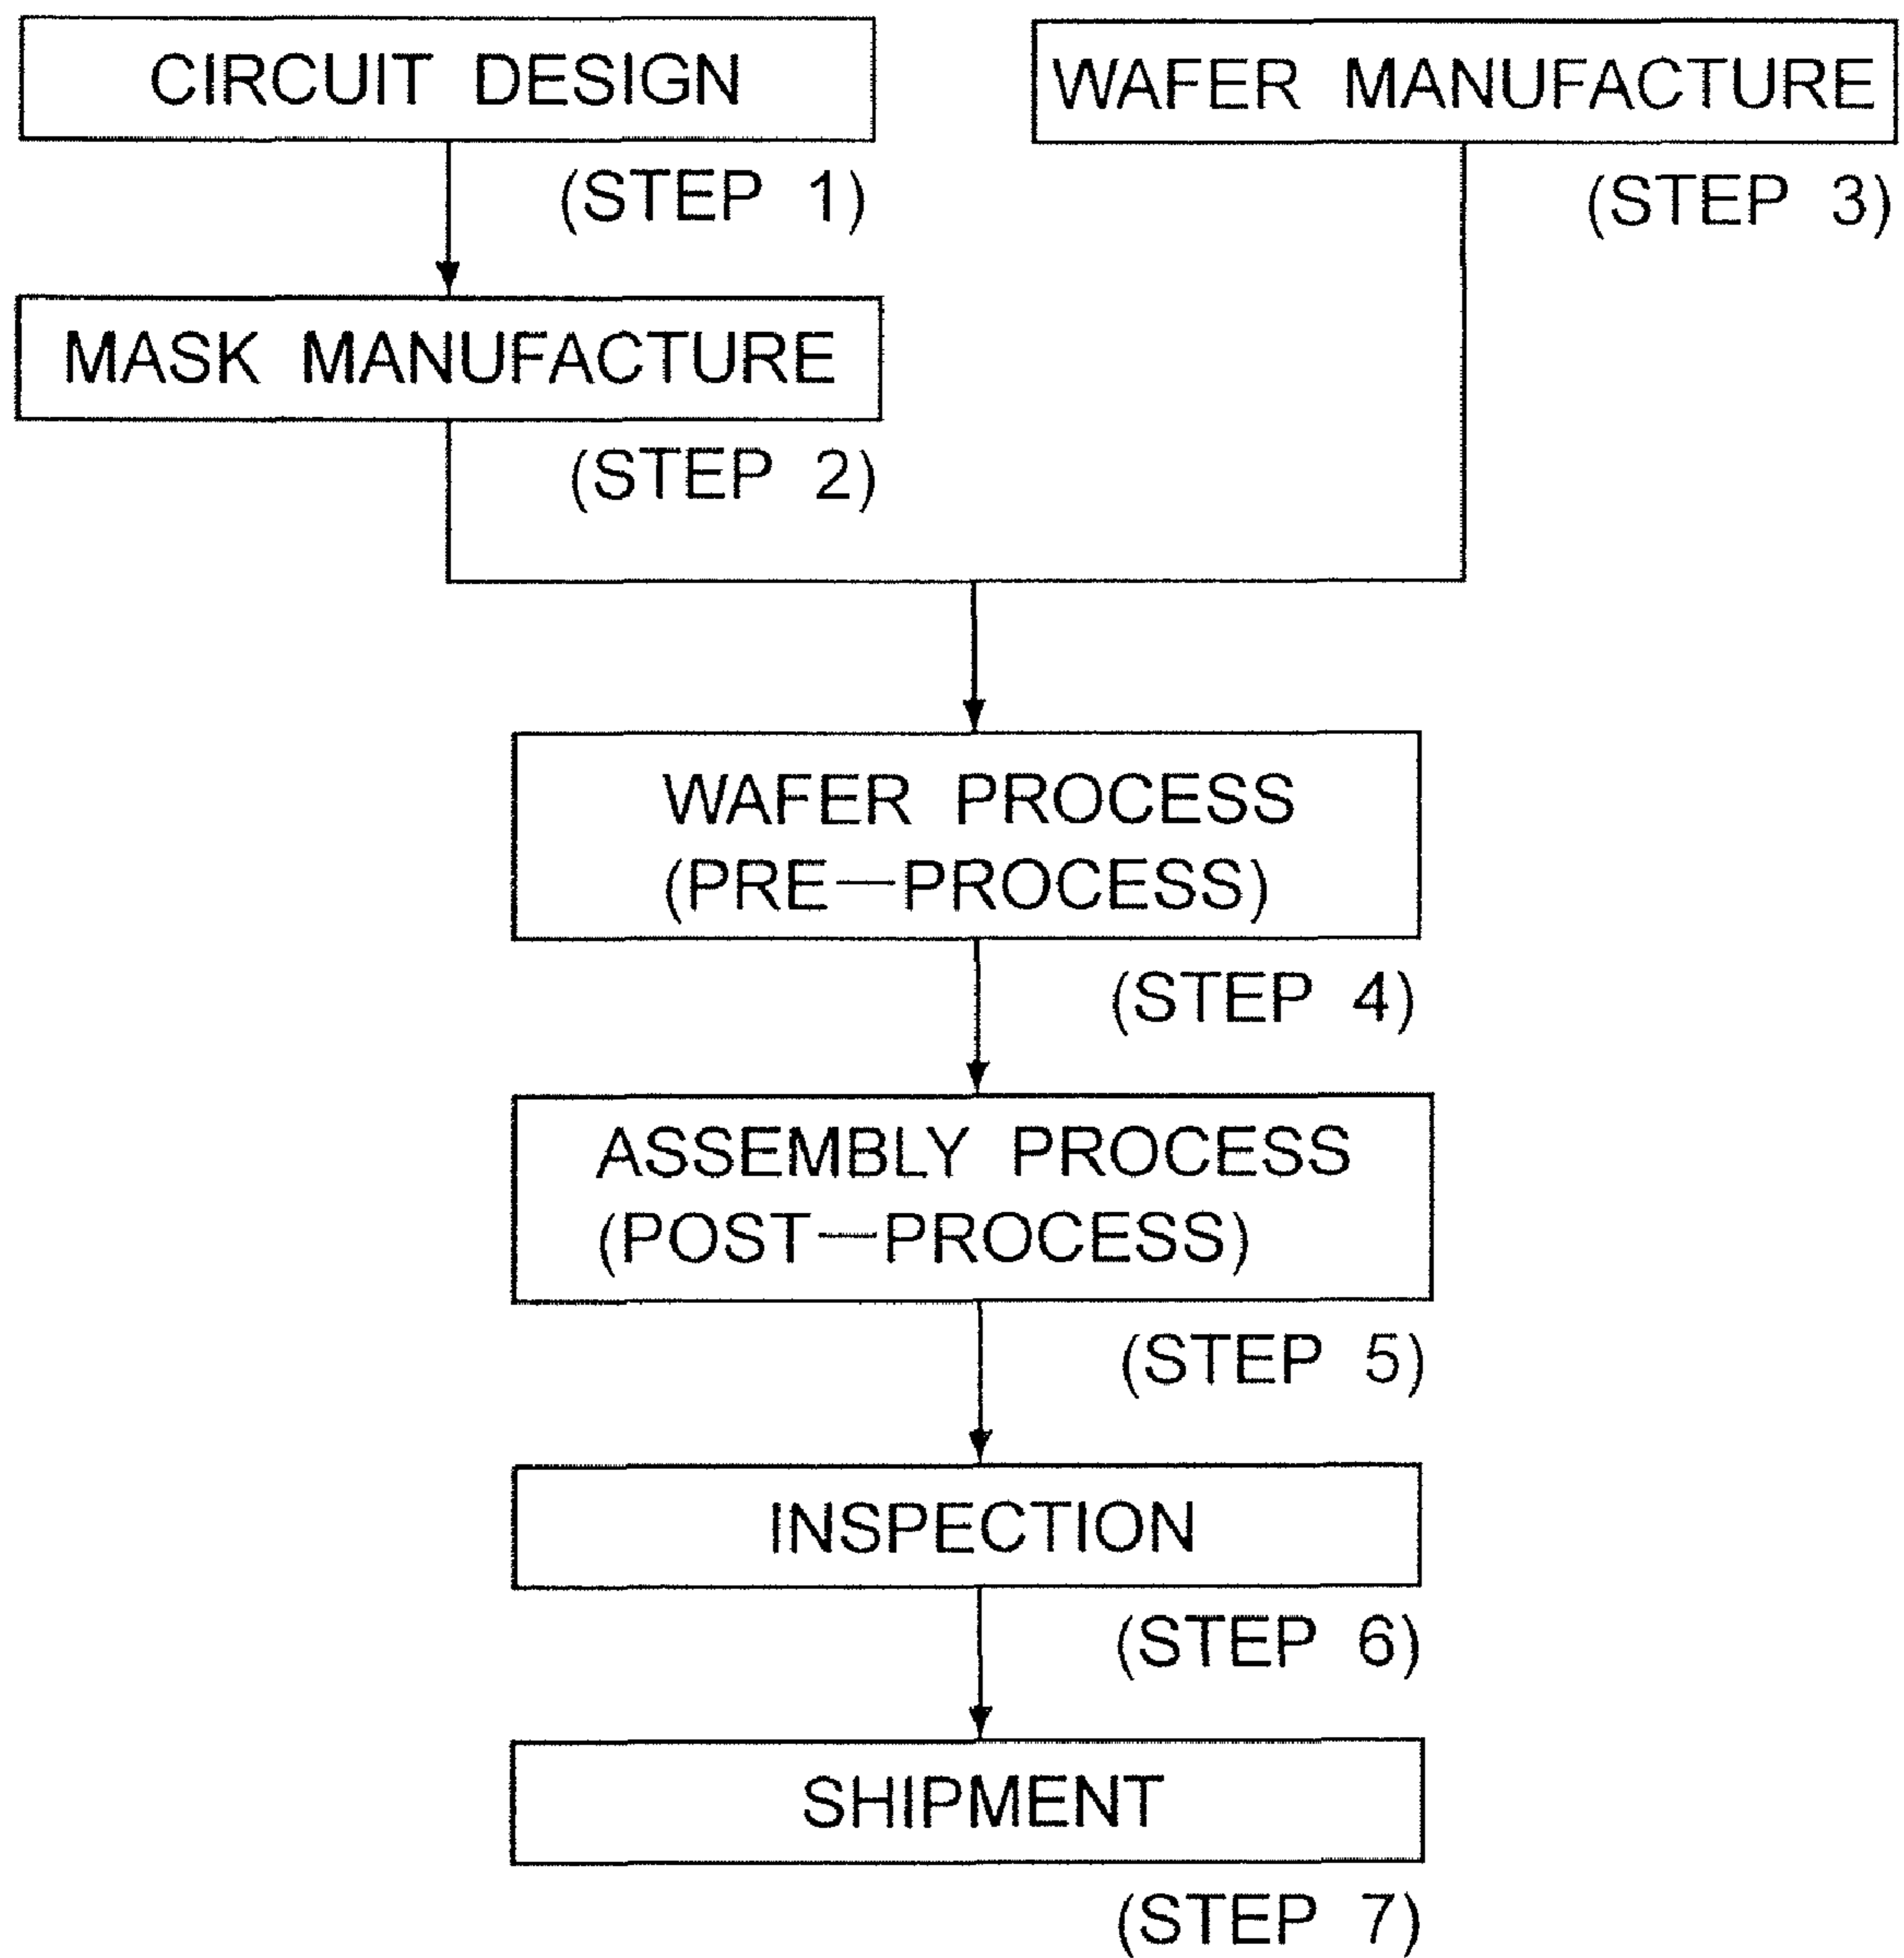 CIRCUIT DESIGN
(STEP 1)
WAFER MANUFACTURE
(STEP 3)
MASK MANUFACTURE
(STEP 2)
WAFER PROCESS
(PRE—PROCESS)
(STEP 4)
ASSEMBLY PROCESS
(POST—PROCESS)
(STEP 5)
INSPECTION
(STEP 6)
SHIPMENT
(STEP 7)